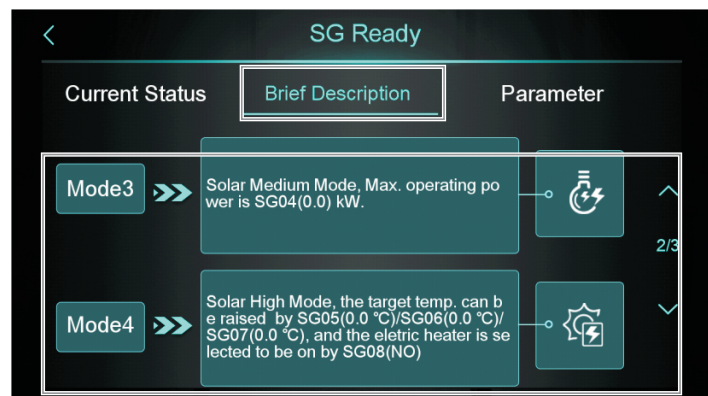 SG Ready
Current Status
Brief Description
Parameter
Mode3
Solar Medium Mode, Max. operating po
wer is SG04(0.0) kW.
2/3
Mode4
Solar High Mode, the target temp. can b
e raised by SG05(0.0 ℃)/SG06(0.0 ℃)/
SG07(0.0 ℃), and the eletric heater is se
lected to be on by SG08(NO)